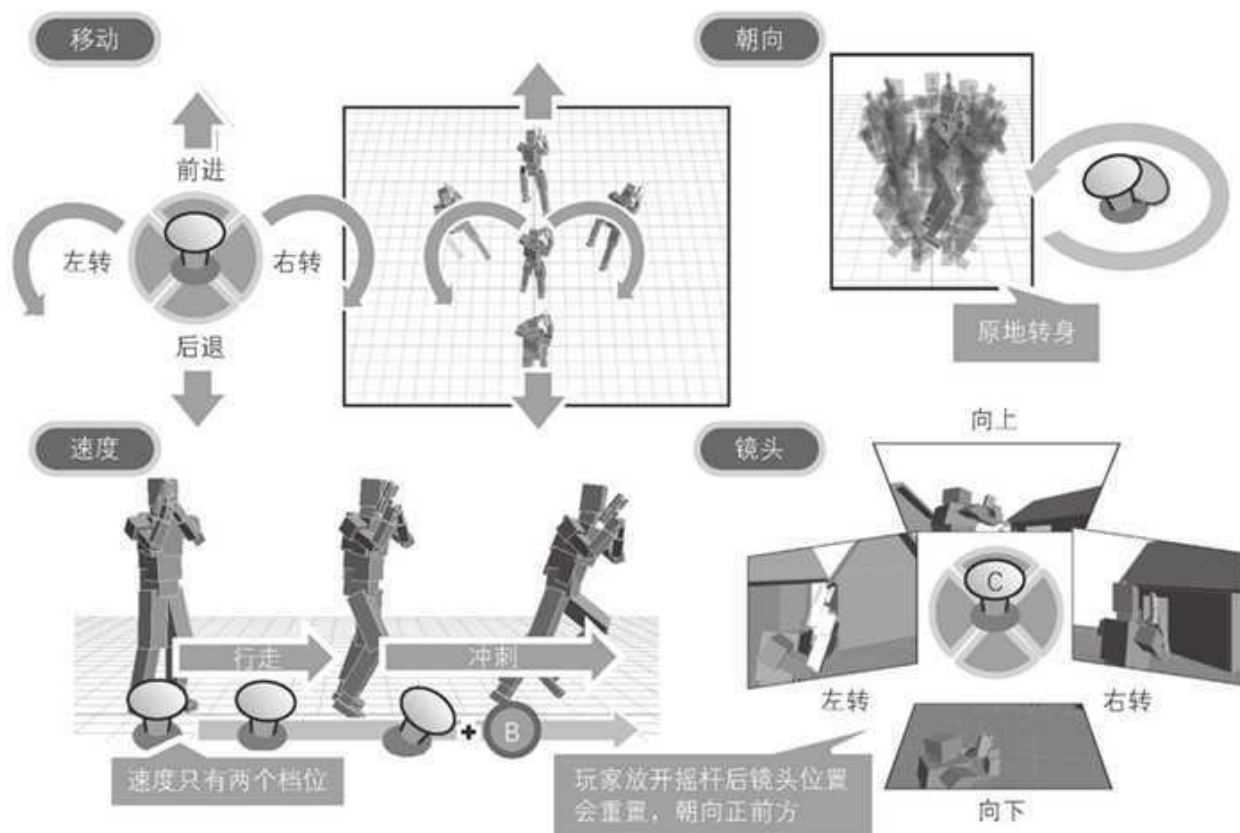 移动
前进
左转
右转
后退
朝向
原地转身
速度
行走
冲刺
B
速度只有两个档位
镜头
向上
C
左转
右转
向下
玩家放开摇杆后镜头位置
会重置，朝向正前方